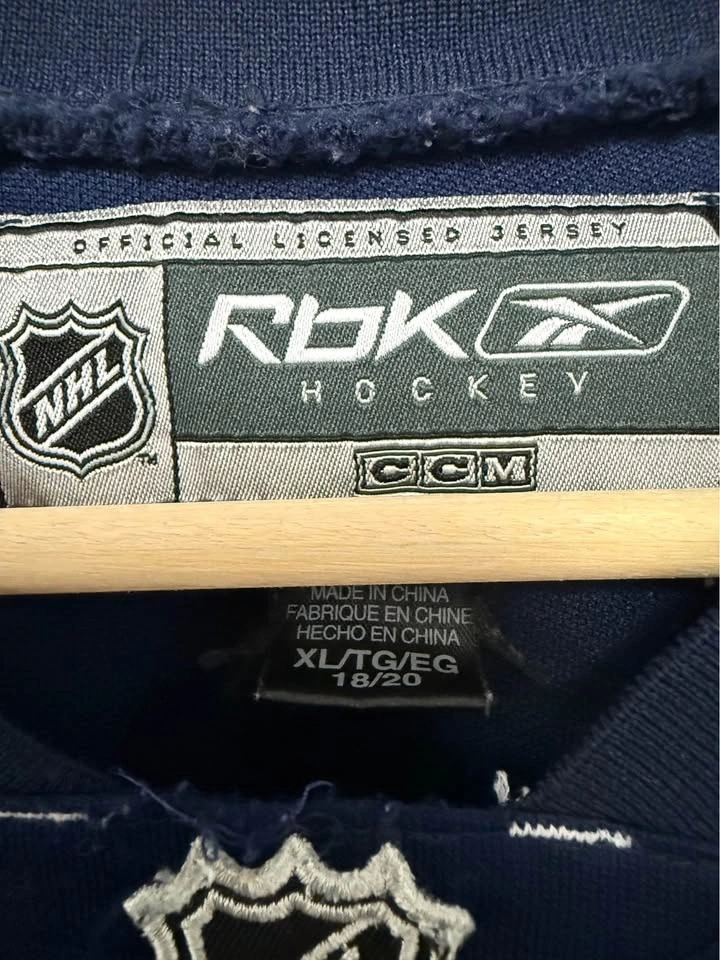 OFFICIAL LICENSED JERSEY
NHL
TM
RbK
HOCKEY
CCM
MADE IN CHINA
FABRIQUE EN CHINE
HECHO EN CHINA
XL/TG/EG
18/20